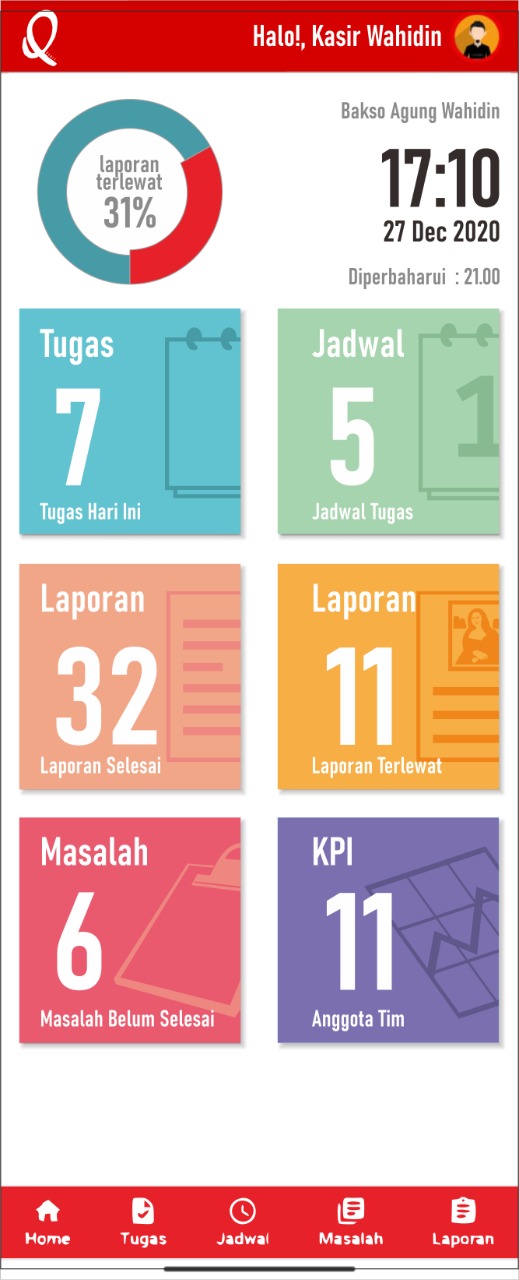 Halo!, Kasir Wahidin
laporan
terlewat
31%
Bakso Agung Wahidin
17:10
27 Dec 2020
Diperbaharui : 21.00
Tugas
7
Tugas Hari Ini
Jadwal
1
5
Jadwal Tugas
Laporan
32
Laporan Selesai
Laporan
11
Laporan Terlewat
Masalah
6
Masalah Belum Selesai
KPI
11
Anggota Tim
Home
Tugas
Jadwal
Masalah
Laporan